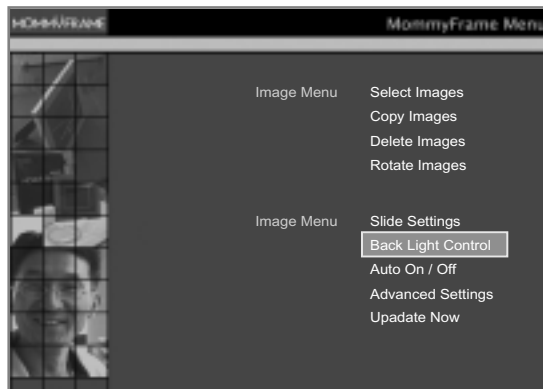 MOMMYFRAME MommyFrame Menu
Image Menu Select Images
Copy Images
Delete Images
Rotate Images
Image Menu Slide Settings
Back Light Control
Auto On / Off
Advanced Settings
Upadate Now